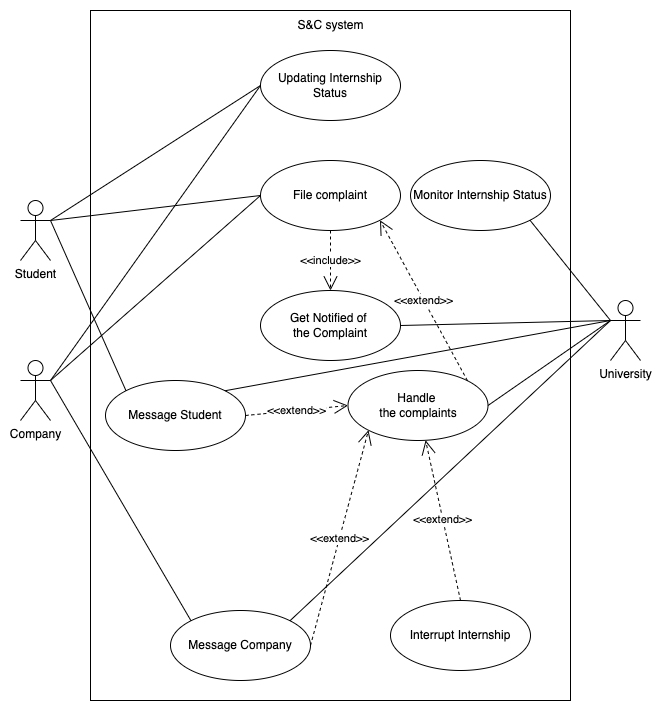 S&C system
Updating Internship
Status
File complaint
Monitor Internship Status
Student
<<include>>
<<extend>>
Get Notified of
the Complaint
University
Company
Message Student
<<extend>>
Handle
the complaints
<<extend>>
<<extend>>
Message Company
Interrupt Internship